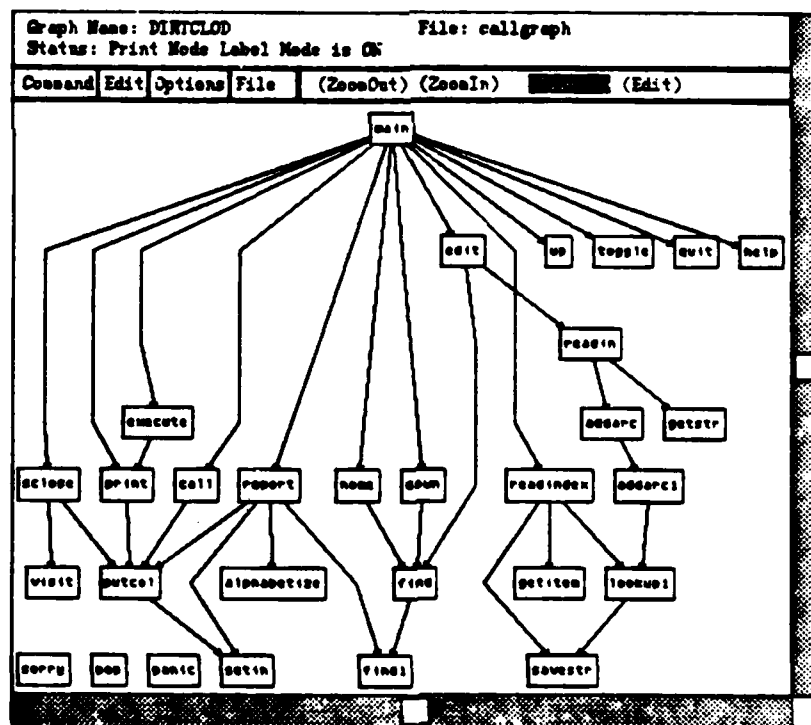 Graph Name: DIRTCLOD File: callgraph
Status: Print Node Label Mode is ON
Command Edit Options File (ZoomOut) (ZoomIn) (Edit)
main
edit up toggle quit help
readin
execute addarc getstr
sclose print call report home down readindex addarc1
visit putcol alphabetize find getitem lookup1
sorry pop panic setin find1 savestr